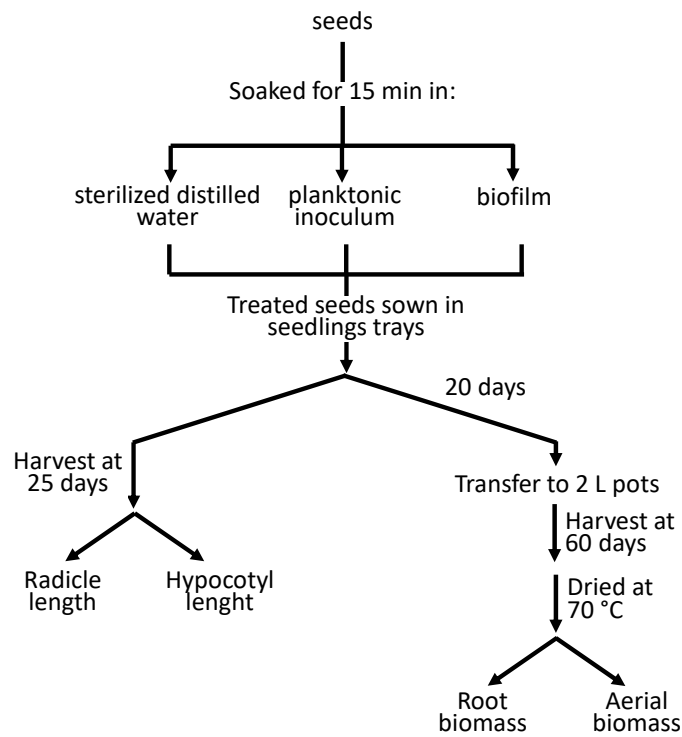 seeds
Soaked for 15 min in:
sterilized distilled
water
planktonic
inoculum
biofilm
Treated seeds sown in
seedlings trays
20 days
Harvest at
25 days
Transfer to 2 L pots
Harvest at
60 days
Radicle
length
Hypocotyl
lenght
Dried at
70 °C
Root
biomass
Aerial
biomass